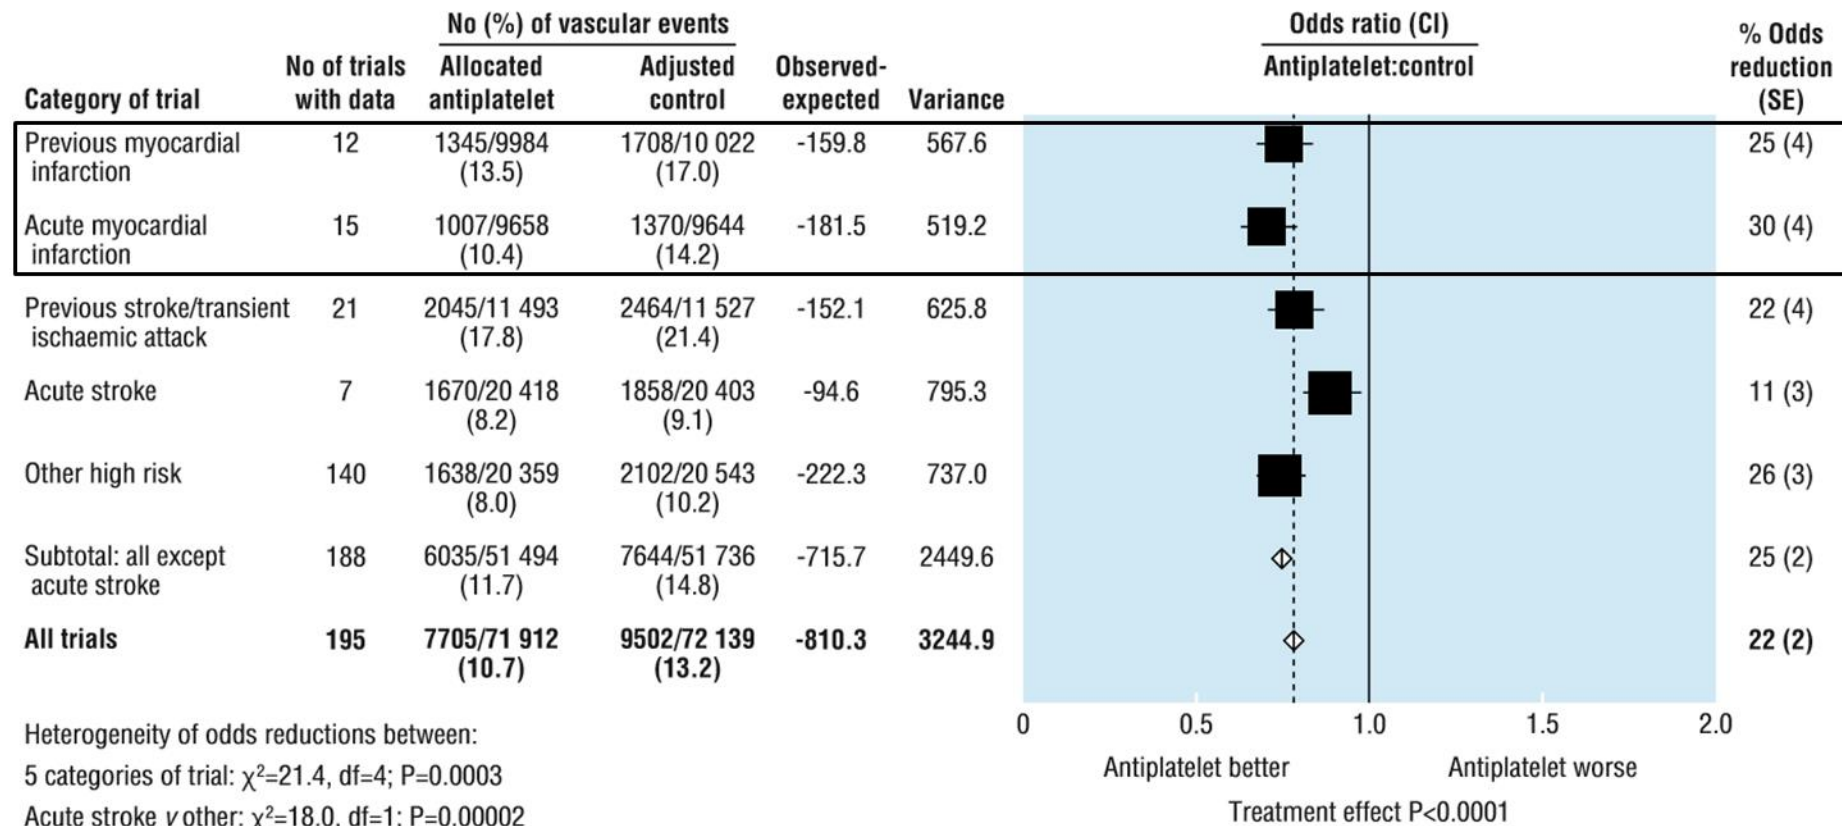 No (%) of vascular events
Odds ratio (CI)
% Odds reduction (SE)
Category of trial
No of trials with data
Allocated antiplatelet
Adjusted control
Observed-expected
Variance
Antiplatelet:control
Previous myocardial 12 1345/9984 1708/10 022 -159.8 567.6 25 (4)
infarction (13.5) (17.0)
Acute myocardial 15 1007/9658 1370/9644 -181.5 519.2 30 (4)
infarction (10.4) (14.2)
Previous stroke/transient 21 2045/11 493 2464/11 527 -152.1 625.8 22 (4)
ischaemic attack (17.8) (21.4)
Acute stroke 7 1670/20 418 1858/20 403 -94.6 795.3 11 (3)
(8.2) (9.1)
Other high risk 140 1638/20 359 2102/20 543 -222.3 737.0 26 (3)
(8.0) (10.2)
Subtotal: all except 188 6035/51 494 7644/51 736 -715.7 2449.6 25 (2)
acute stroke (11.7) (14.8)
All trials 195 7705/71 912 9502/72 139 -810.3 3244.9 22 (2)
(10.7) (13.2)
0 0.5 1.0 1.5 2.0
Antiplatelet better Antiplatelet worse
Treatment effect P<0.0001
Heterogeneity of odds reductions between:
5 categories of trial: χ²=21.4, df=4; P=0.0003
Acute stroke v other: χ²=18.0, df=1; P=0.00002